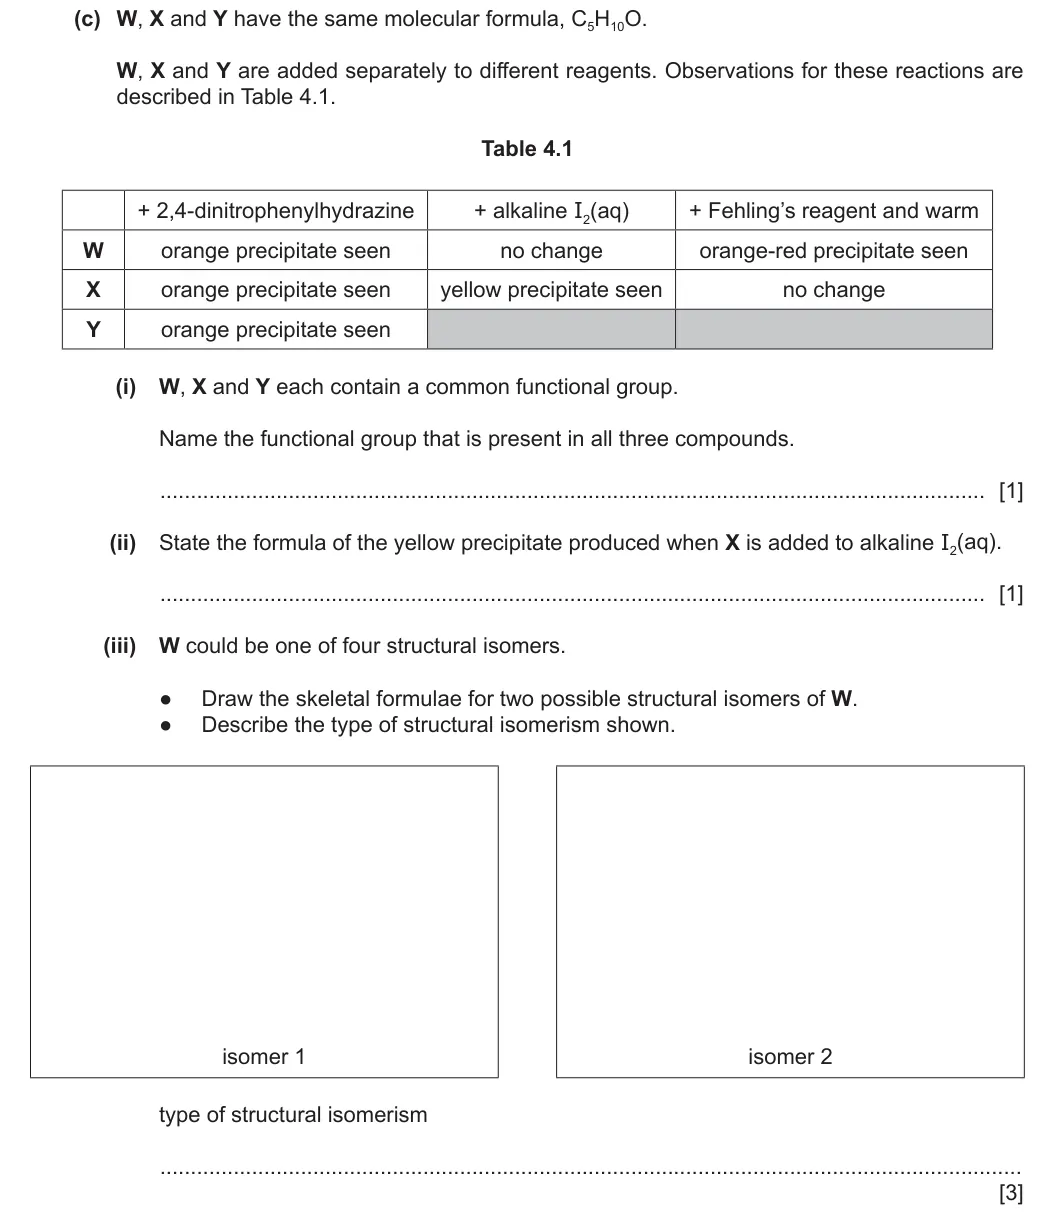 (c) W, X and Y have the same molecular formula, C₅H₁₀O.
W, X and Y are added separately to different reagents. Observations for these reactions are
described in Table 4.1.
Table 4.1
+ 2,4-dinitrophenylhydrazine + alkaline I₂(aq) + Fehling's reagent and warm
W orange precipitate seen no change orange-red precipitate seen
X orange precipitate seen yellow precipitate seen no change
Y orange precipitate seen
(i) W, X and Y each contain a common functional group.
Name the functional group that is present in all three compounds.
.......................................................................................................................................... [1]
(ii) State the formula of the yellow precipitate produced when X is added to alkaline I₂(aq).
.......................................................................................................................................... [1]
(iii) W could be one of four structural isomers.
● Draw the skeletal formulae for two possible structural isomers of W.
● Describe the type of structural isomerism shown.
isomer 1 isomer 2
type of structural isomerism
................................................................................................................................................
[3]